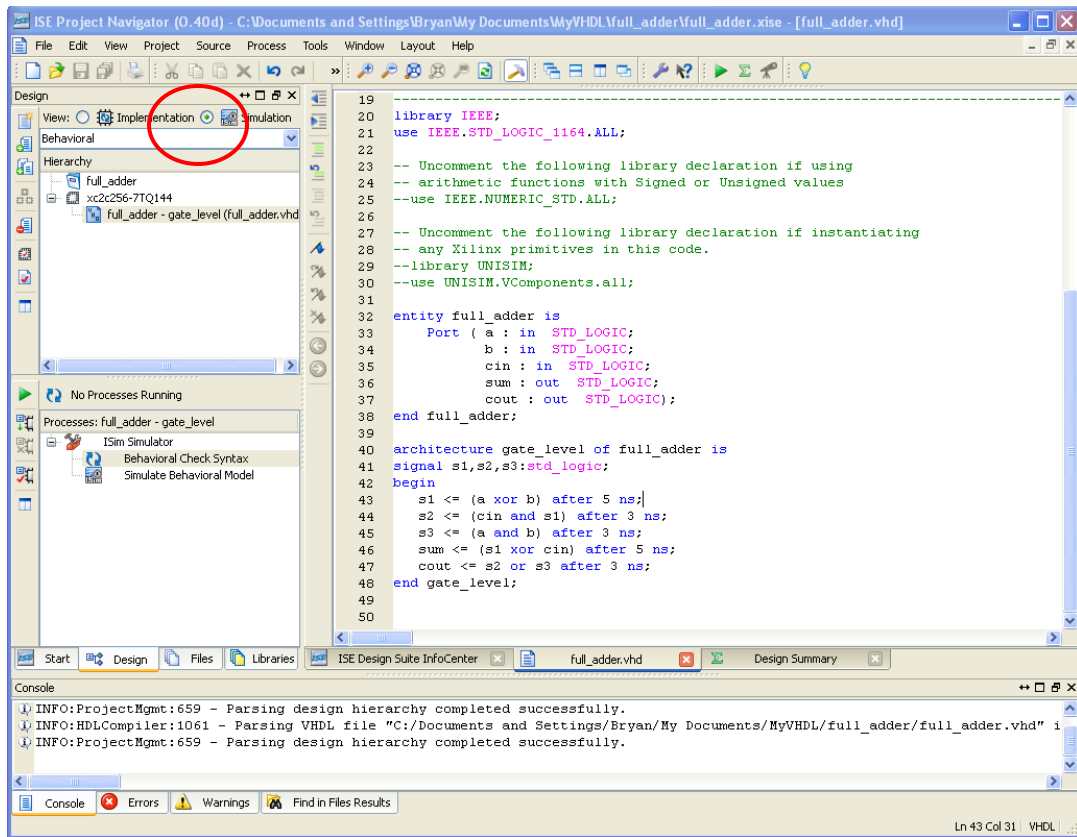 ISE Project Navigator (O.40d) - C:\Documents and Settings\Bryan\My Documents\MyVHDL\full_adder\full_adder.xise - [full_adder.vhd]
File Edit View Project Source Process Tools Window Layout Help
Design
View: Implementation Simulation
Behavioral
Hierarchy
full_adder
xc2c256-7TQ144
full_adder - gate_level (full_adder.vhd
No Processes Running
Processes: full_adder - gate_level
ISim Simulator
Behavioral Check Syntax
Simulate Behavioral Model
Start Design Files Libraries
19 --------------------------------------------------------------------------------
20 library IEEE;
21 use IEEE.STD_LOGIC_1164.ALL;
22
23 -- Uncomment the following library declaration if using
24 -- arithmetic functions with Signed or Unsigned values
25 --use IEEE.NUMERIC_STD.ALL;
26
27 -- Uncomment the following library declaration if instantiating
28 -- any Xilinx primitives in this code.
29 --library UNISIM;
30 --use UNISIM.VComponents.all;
31
32 entity full_adder is
33 Port ( a : in STD_LOGIC;
34 b : in STD_LOGIC;
35 cin : in STD_LOGIC;
36 sum : out STD_LOGIC;
37 cout : out STD_LOGIC);
38 end full_adder;
39
40 architecture gate_level of full_adder is
41 signal s1,s2,s3:std_logic;
42 begin
43 s1 <= (a xor b) after 5 ns;
44 s2 <= (cin and s1) after 3 ns;
45 s3 <= (a and b) after 3 ns;
46 sum <= (s1 xor cin) after 5 ns;
47 cout <= s2 or s3 after 3 ns;
48 end gate_level;
49
50
ISE Design Suite InfoCenter full_adder.vhd Design Summary
Console
INFO:ProjectMgmt:659 - Parsing design hierarchy completed successfully.
INFO:HDLCompiler:1061 - Parsing VHDL file "C:/Documents and Settings/Bryan/My Documents/MyVHDL/full_adder/full_adder.vhd" i
INFO:ProjectMgmt:659 - Parsing design hierarchy completed successfully.
Console Errors Warnings Find in Files Results
Ln 43 Col 31 VHDL